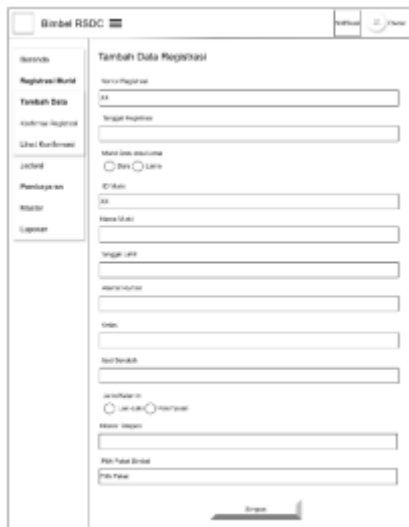 Bimbel RSDC
Notifikasi
Owner
Beranda
Registrasi Murid
Tambah Data
Konfirmasi Registrasi
Lihat Konfirmasi
Jadwal
Pembayaran
Master
Laporan
Tambah Data Registrasi
Nomor Registrasi
XX
Tanggal Registrasi
Murid Baru atau Lama
Baru Lama
ID Murid
XX
Nama Murid
Tanggal Lahir
Alamat Rumah
Kelas
Asal Sekolah
Jenis Kelamin
Laki-Laki Perempuan
Nomor Telepon
Pilih Paket Bimbel
Pilih Paket
Simpan